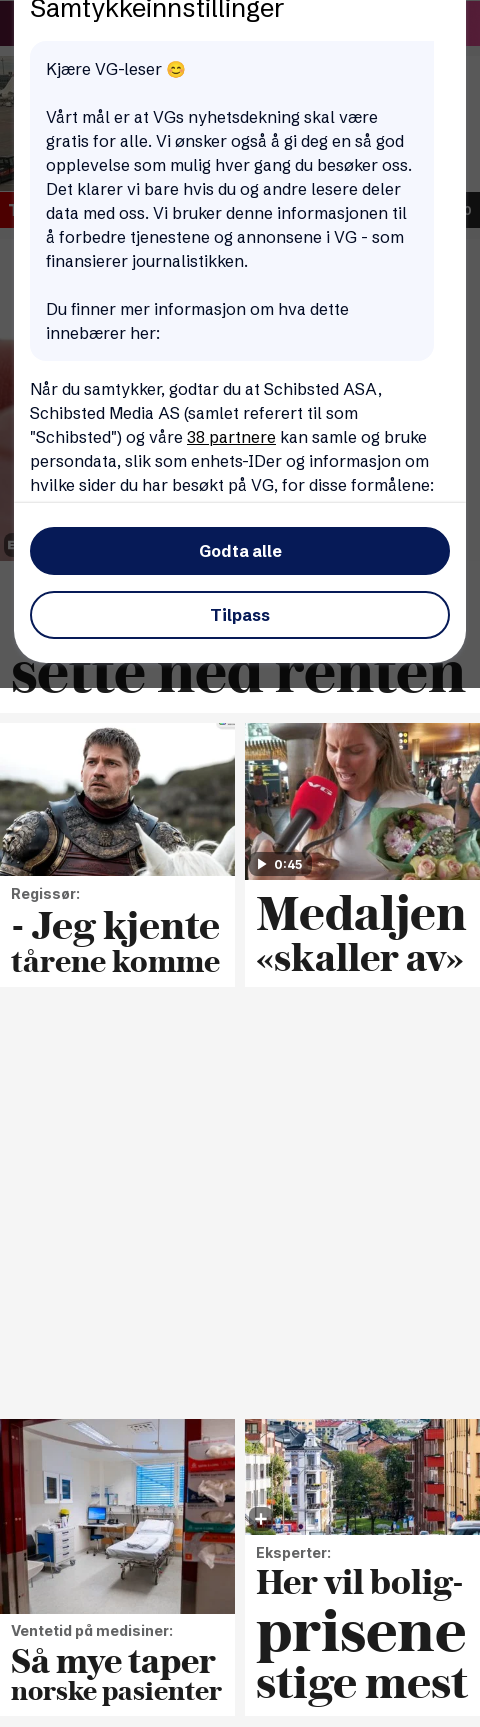 Samtykkeinnstillinger
Kjære VG-leser 😊
Vårt mål er at VGs nyhetsdekning skal være
gratis for alle. Vi ønsker også å gi deg en så god
opplevelse som mulig hver gang du besøker oss.
Det klarer vi bare hvis du og andre lesere deler
data med oss. Vi bruker denne informasjonen til
å forbedre tjenestene og annonsene i VG - som
finansierer journalistikken.
Du finner mer informasjon om hva dette
innebærer her:
Når du samtykker, godtar du at Schibsted ASA,
Schibsted Media AS (samlet referert til som
"Schibsted") og våre 38 partnere kan samle og bruke
persondata, slik som enhets-IDer og informasjon om
hvilke sider du har besøkt på VG, for disse formålene:
Godta alle
Tilpass
sette ned renten
VG
0:45
Regissør:
- Jeg kjente
tårene komme
Medaljen
«skaller av»
Ventetid på medisiner:
Så mye taper
norske pasienter
Eksperter:
Her vil bolig-
prisene
stige mest